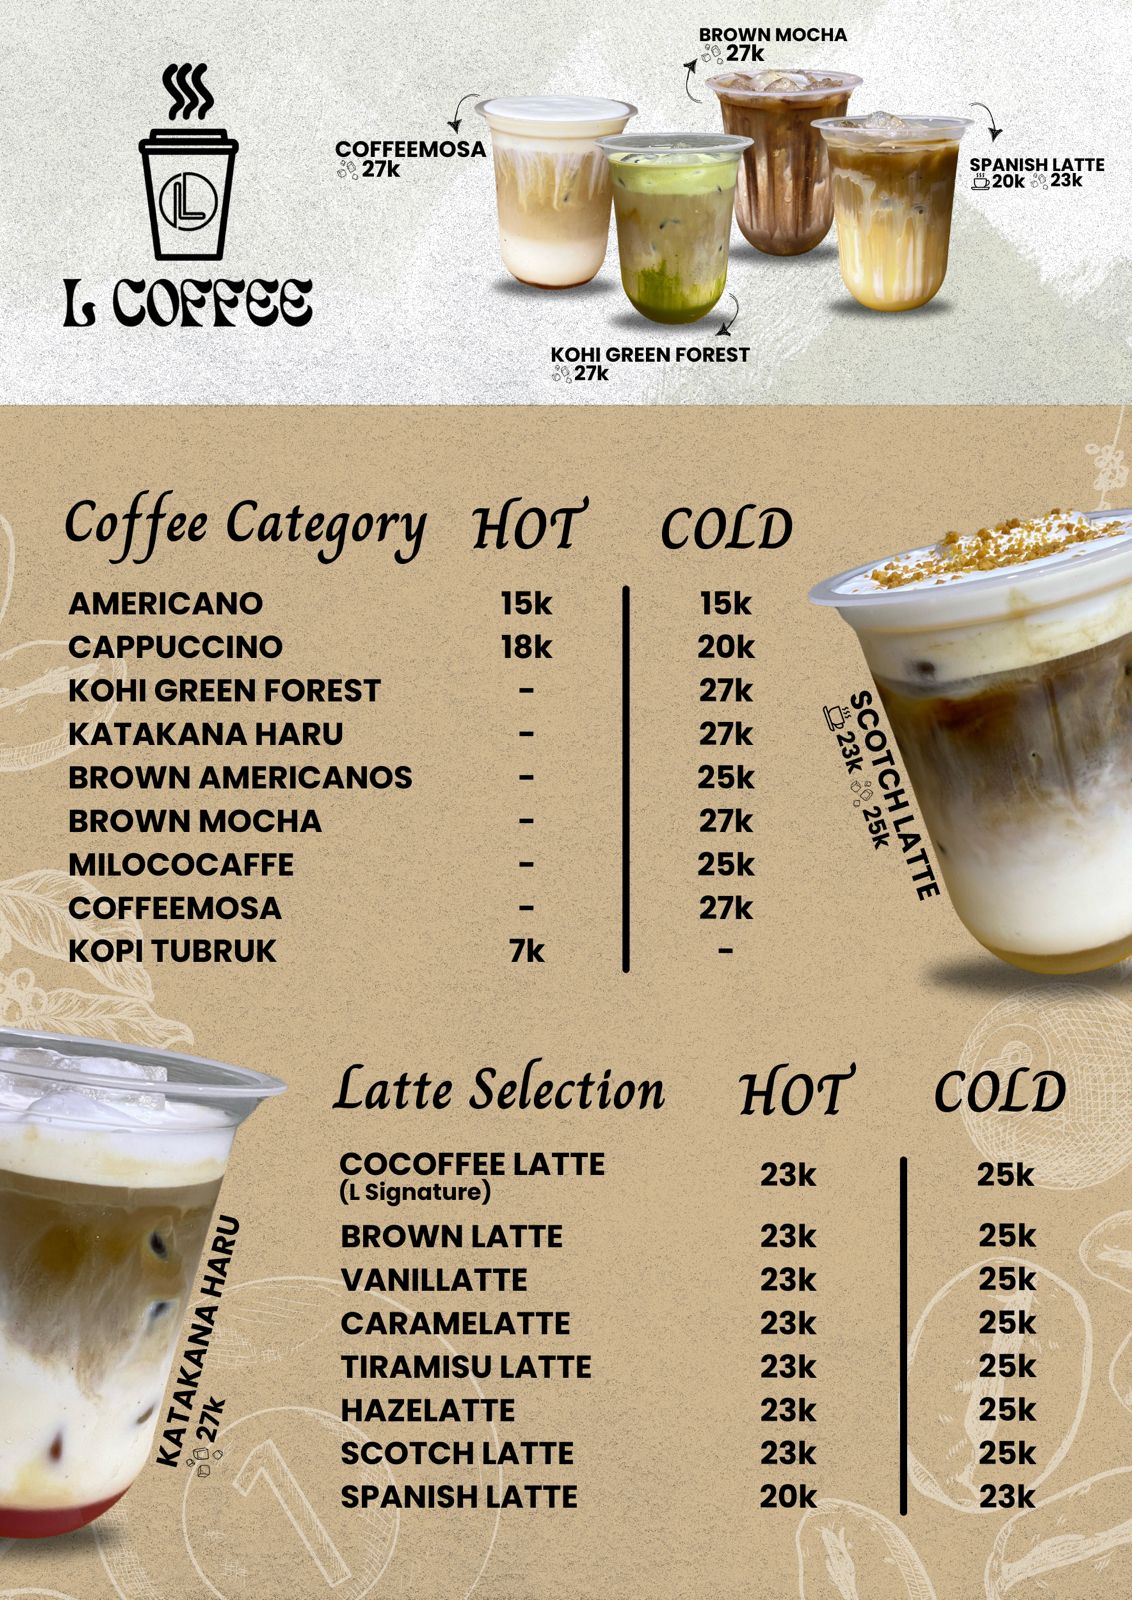 BROWN MOCHA
27k
COFFEEMOSA
27k
SPANISH LATTE
20k 23k
L
L COFFEE
KOHI GREEN FOREST
27k
Coffee Category HOT COLD
AMERICANO 15k 15k
CAPPUCCINO 18k 20k
KOHI GREEN FOREST - 27k
KATAKANA HARU - 27k
BROWN AMERICANOS - 25k
BROWN MOCHA - 27k
MILOCOCAFFE - 25k
COFFEEMOSA - 27k
KOPI TUBRUK 7k -
SCOTCH LATTE
23k 25k
Latte Selection HOT COLD
COCOFFEE LATTE 23k 25k
(L Signature)
BROWN LATTE 23k 25k
VANILLATTE 23k 25k
CARAMELATTE 23k 25k
TIRAMISU LATTE 23k 25k
HAZELATTE 23k 25k
SCOTCH LATTE 23k 25k
SPANISH LATTE 20k 23k
KATAKANA HARU
27k